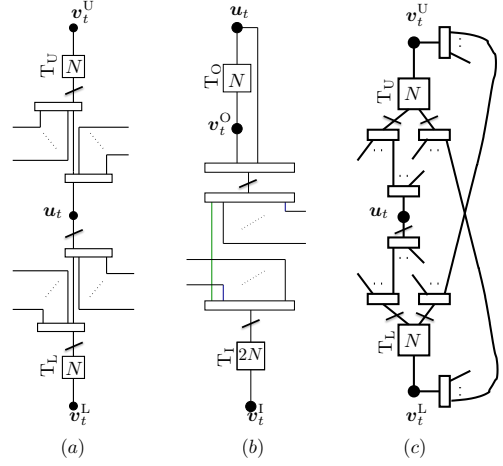 v_t^U
T_U
N
u_t
T_L
N
v_t^L
(a)
u_t
T_O
N
v_t^O
T_I
2N
v_t^I
(b)
v_t^U
T_U
N
u_t
T_L
N
v_t^L
(c)